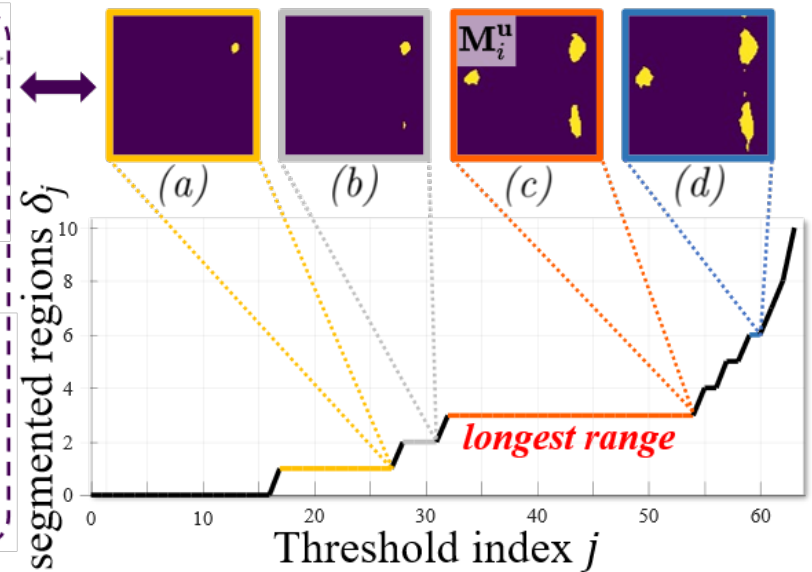 M_i^u
(a)
(b)
(c)
(d)
segmented regions δ_j
10
8
6
4
2
0
longest range
0 10 20 30 40 50 60
Threshold index j